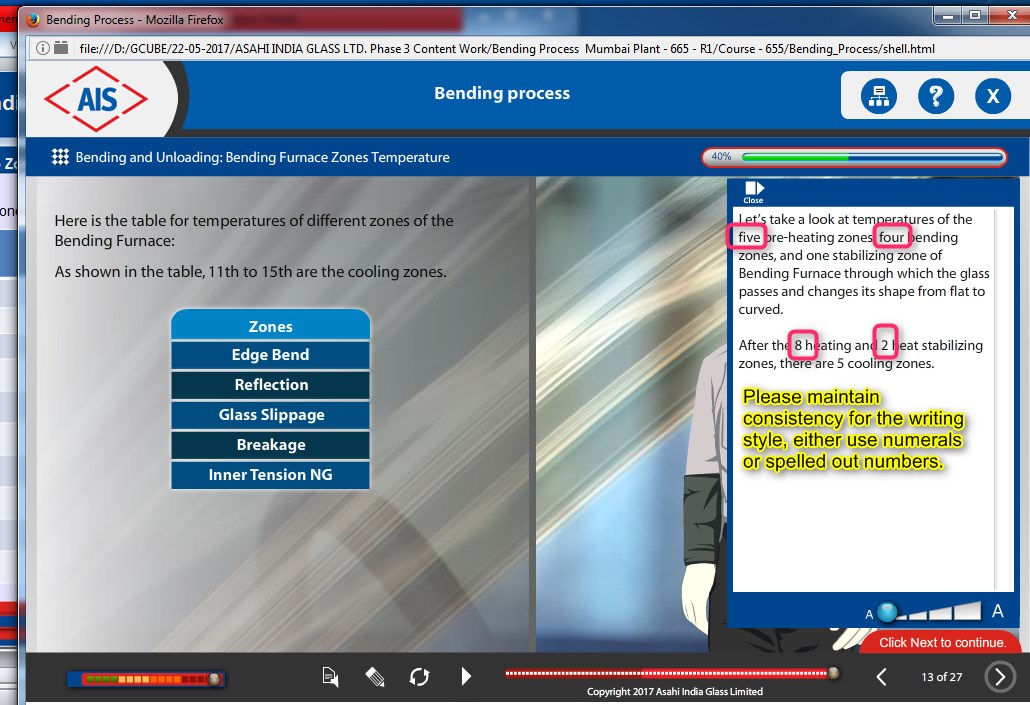 Bending Process - Mozilla Firefox
file:///D:/GCUBE/22-05-2017/ASAHI INDIA GLASS LTD. Phase 3 Content Work/Bending Process Mumbai Plant - 665 - R1/Course - 655/Bending_Process/shell.html
AIS
Bending process
?
X
Bending and Unloading: Bending Furnace Zones Temperature
40%
Here is the table for temperatures of different zones of the
Bending Furnace:
As shown in the table, 11th to 15th are the cooling zones.
Zones
Edge Bend
Reflection
Glass Slippage
Breakage
Inner Tension NG
Close
Let's take a look at temperatures of the
five pre-heating zones, four bending
zones, and one stabilizing zone of
Bending Furnace through which the glass
passes and changes its shape from flat to
curved.
After the 8 heating and 2 heat stabilizing
zones, there are 5 cooling zones.
Please maintain
consistency for the writing
style, either use numerals
or spelled out numbers.
A
A
Click Next to continue.
13 of 27
Copyright 2017 Asahi India Glass Limited